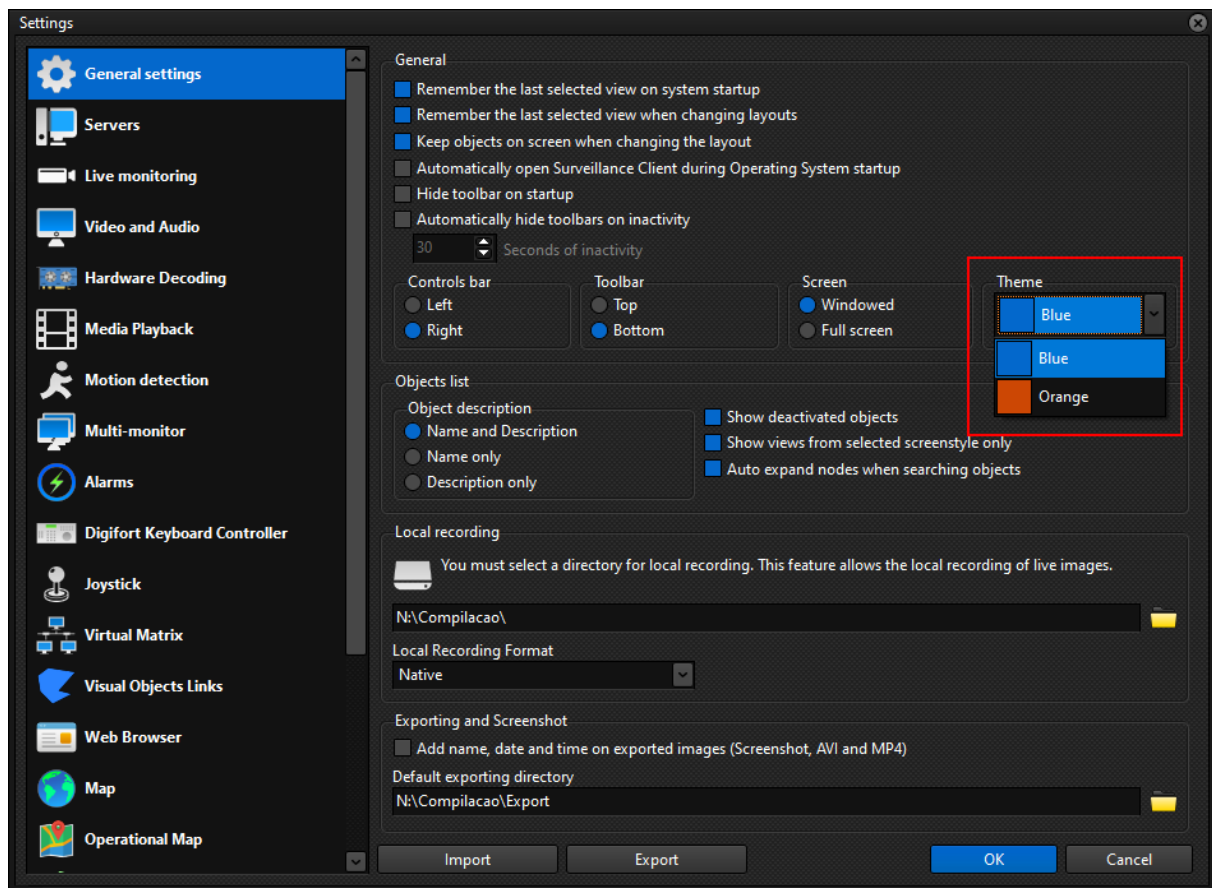 Settings
General settings
Servers
Live monitoring
Video and Audio
Hardware Decoding
Media Playback
Motion detection
Multi-monitor
Alarms
Digifort Keyboard Controller
Joystick
Virtual Matrix
Visual Objects Links
Web Browser
Map
Operational Map
General
Remember the last selected view on system startup
Remember the last selected view when changing layouts
Keep objects on screen when changing the layout
Automatically open Surveillance Client during Operating System startup
Hide toolbar on startup
Automatically hide toolbars on inactivity
30 Seconds of inactivity
Controls bar
Left
Right
Toolbar
Top
Bottom
Screen
Windowed
Full screen
Theme
Blue
Blue
Orange
Objects list
Object description
Name and Description
Name only
Description only
Show deactivated objects
Show views from selected screenstyle only
Auto expand nodes when searching objects
Local recording
You must select a directory for local recording. This feature allows the local recording of live images.
N:\Compilacao\
Local Recording Format
Native
Exporting and Screenshot
Add name, date and time on exported images (Screenshot, AVI and MP4)
Default exporting directory
N:\Compilacao\Export
Import
Export
OK
Cancel